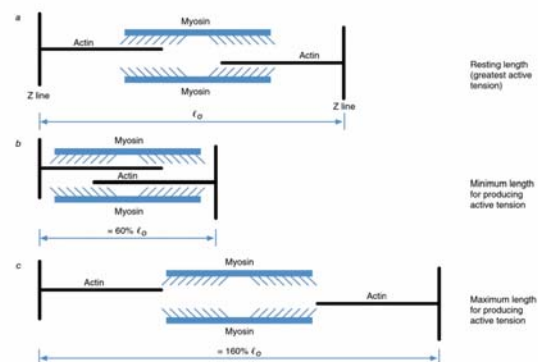 a
Myosin
Actin
Actin
Myosin
Z line
Z line
ℓo
Resting length
(greatest active
tension)
b
Myosin
Actin
Myosin
= 60% ℓo
Minimum length
for producing
active tension
c
Myosin
Actin
Actin
Myosin
= 160% ℓo
Maximum length
for producing
active tension